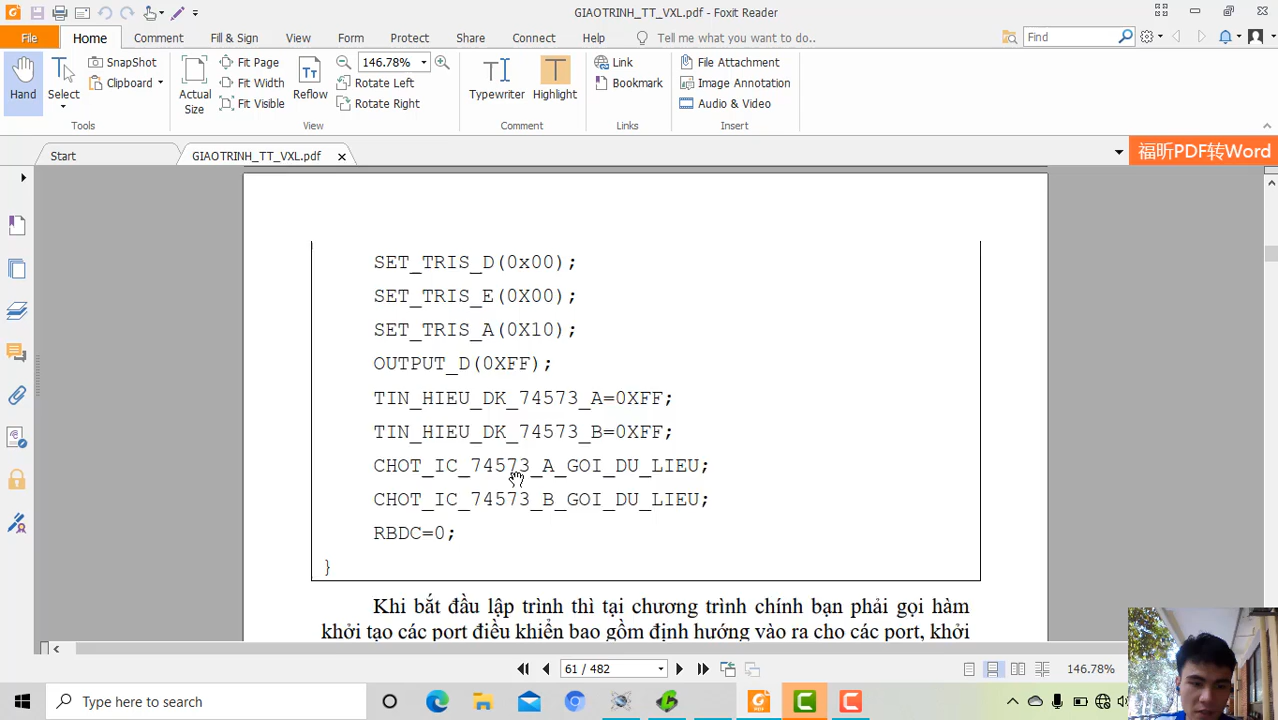 GIAOTRINH_TT_VXL.pdf - Foxit Reader
File Home Comment Fill & Sign View Form Protect Share Connect Help Tell me what you want to do.. Find
Hand
Select
SnapShot
Clipboard
Tools
Actual Size
Fit Page
Fit Width
Fit Visible
Reflow
146.78%
Rotate Left
Rotate Right
View
Typewriter
Highlight
Comment
Link
Bookmark
Links
File Attachment
Image Annotation
Audio & Video
Insert
Start GIAOTRINH_TT_VXL.pdf
福昕PDF转Word
SET_TRIS_D(0x00);
SET_TRIS_E(0X00);
SET_TRIS_A(0X10);
OUTPUT_D(0XFF);
TIN_HIEU_DK_74573_A=0XFF;
TIN_HIEU_DK_74573_B=0XFF;
CHOT_IC_74573_A_GOI_DU_LIEU;
CHOT_IC_74573_B_GOI_DU_LIEU;
RBDC=0;
}
Khi bắt đầu lập trình thì tại chương trình chính bạn phải gọi hàm
khởi tạo các port điều khiển bao gồm định hướng vào ra cho các port, khởi
61 / 482
146.78%
Type here to search